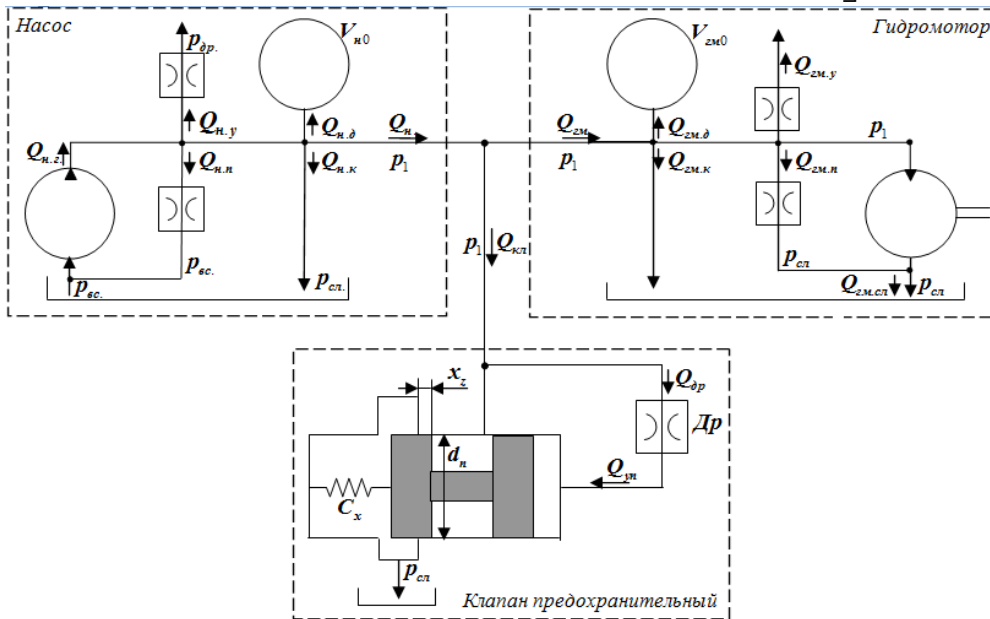 Насос
p_др.
V_н0
Q_н.у
Q_н.д
Q_н
Q_н.г.
Q_н.п
Q_н.к
p_1
p_вс.
p_вс.
p_сл.
Гидромотор
V_гм0
Q_гм.у
Q_гм
Q_гм.д
p_1
p_1
Q_гм.к
Q_гм.п
p_сл
Q_гм.сл
p_сл
p_1
Q_кл
x_z
Q_др
Др
d_п
Q_уп
C_x
p_сл
Клапан предохранительный